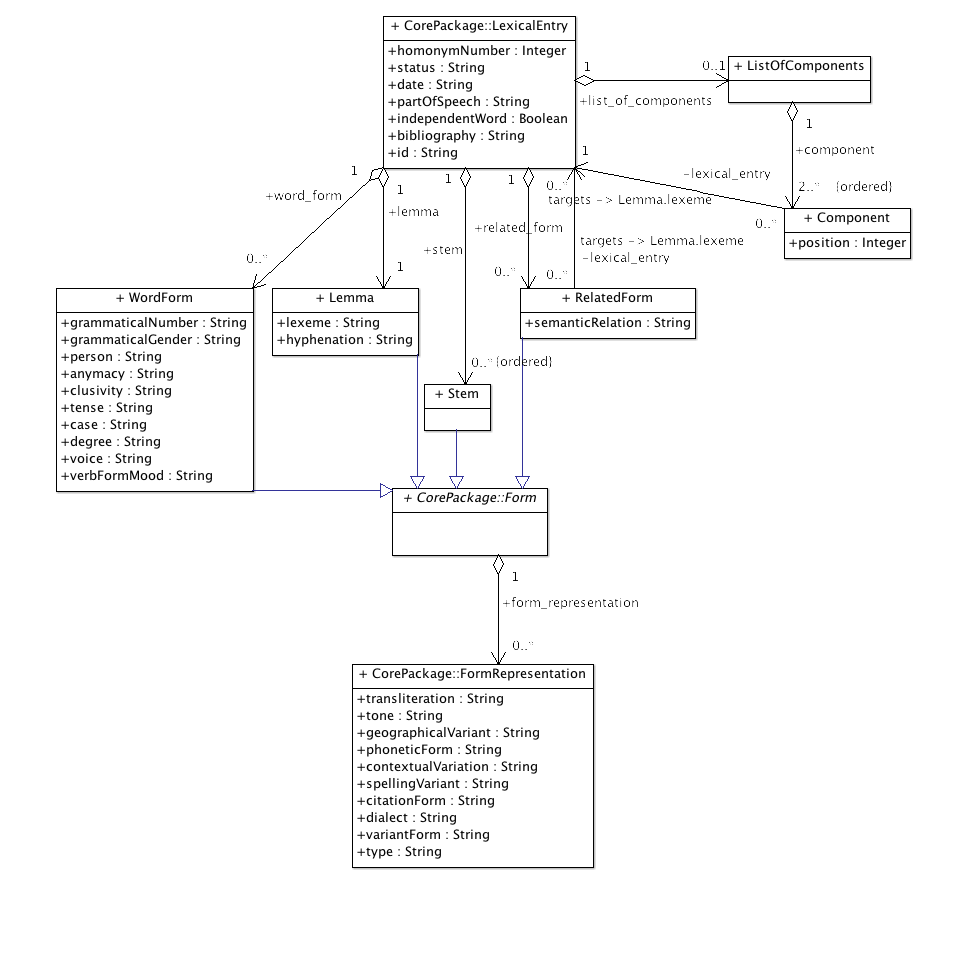 + CorePackage::LexicalEntry
+homonymNumber : Integer
+status : String
+date : String
+partOfSpeech : String
+independentWord : Boolean
+bibliography : String
+id : String
1
0..1
+list_of_components
+ ListOfComponents
1
+component
2..* {ordered}
+ Component
+position : Integer
0..*
-lexical_entry
1
0..*
targets -> Lemma.lexeme
targets -> Lemma.lexeme
-lexical_entry
0..*
1
+word_form
0..*
1
+lemma
1
1
+stem
0..* {ordered}
1
+related_form
0..*
+ WordForm
+grammaticalNumber : String
+grammaticalGender : String
+person : String
+anymacy : String
+clusivity : String
+tense : String
+case : String
+degree : String
+voice : String
+verbFormMood : String
+ Lemma
+lexeme : String
+hyphenation : String
+ RelatedForm
+semanticRelation : String
+ Stem
+ CorePackage::Form
1
+form_representation
0..*
+ CorePackage::FormRepresentation
+transliteration : String
+tone : String
+geographicalVariant : String
+phoneticForm : String
+contextualVariation : String
+spellingVariant : String
+citationForm : String
+dialect : String
+variantForm : String
+type : String